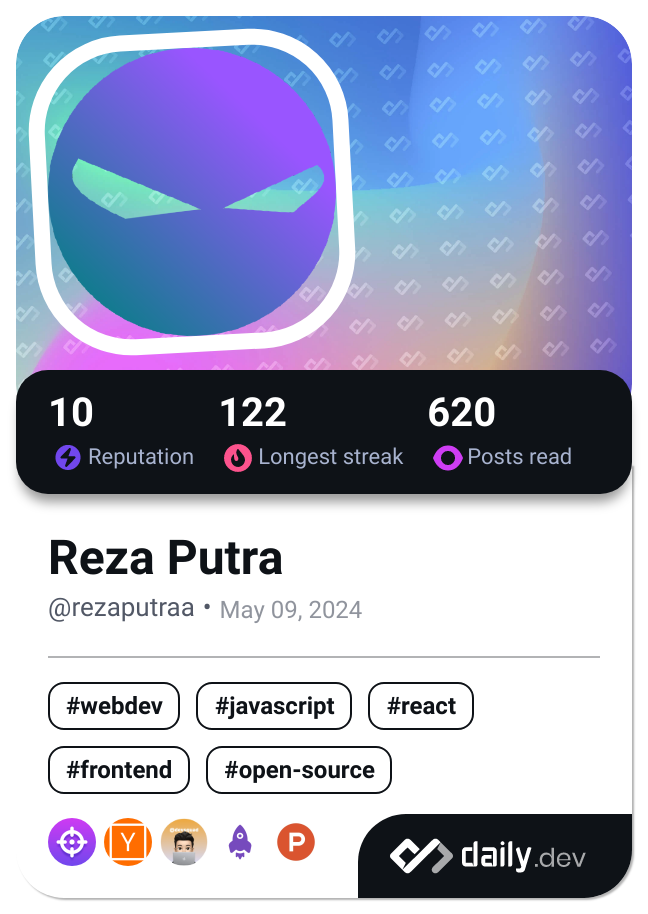 10 122 620
Reputation Longest streak Posts read
Reza Putra
@rezaputraa • May 09, 2024
#webdev #javascript #react
#frontend #open-source
Y P
daily.dev